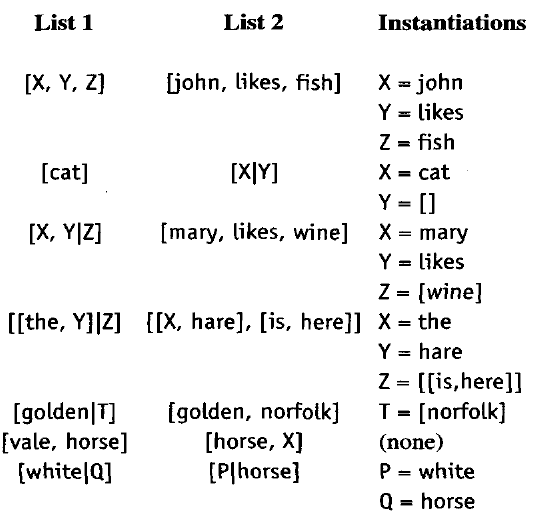 List 1 List 2 Instantiations
[X, Y, Z] [john, likes, fish] X = john
Y = likes
Z = fish
[cat] [X|Y] X = cat
Y = []
[X, Y|Z] [mary, likes, wine] X = mary
Y = likes
Z = [wine]
[[the, Y]|Z] [[X, hare], [is, here]] X = the
Y = hare
Z = [[is,here]]
[golden|T] [golden, norfolk] T = [norfolk]
[vale, horse] [horse, X] (none)
[white|Q] [P|horse] P = white
Q = horse